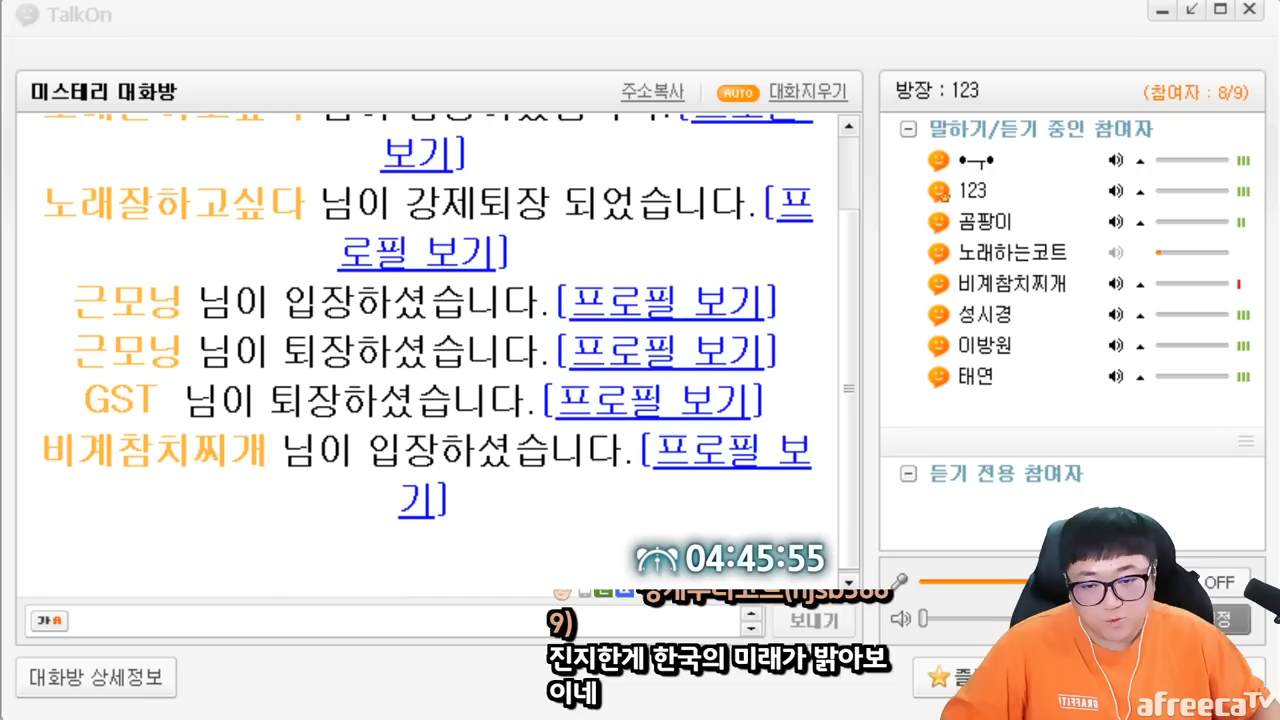 TalkOn
미스테리 대화방
주소복사
AUTO
대화지우기
보기]
노래잘하고싶다 님이 강제퇴장 되었습니다.[프
로필 보기]
근모닝 님이 입장하셨습니다.[프로필 보기]
근모닝 님이 퇴장하셨습니다.[프로필 보기]
GST 님이 퇴장하셨습니다.[프로필 보기]
비계참치찌개 님이 입장하셨습니다.[프로필 보
기]
04:45:55
9)
진지한게 한국의 미래가 밝아보
이네
가A
보내기
대화방 상세정보
방장 : 123
(참여자 : 8/9)
말하기/듣기 중인 참여자
•ㅜ•
123
곰팡이
노래하는코트
비계참치찌개
성시경
이방원
태연
듣기 전용 참여자
OFF
GRAFFITI
afreecaTV